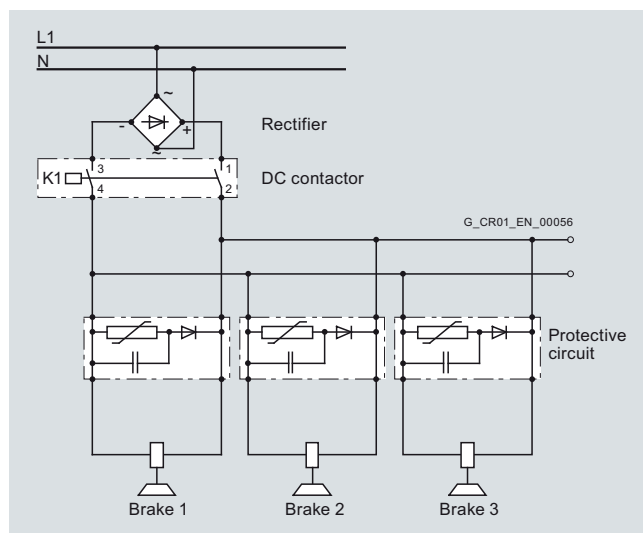 L1
N
~
- +
~
Rectifier
K1 3 1
4 2
DC contactor
G_CR01_EN_00056
Protective
circuit
Brake 1 Brake 2 Brake 3